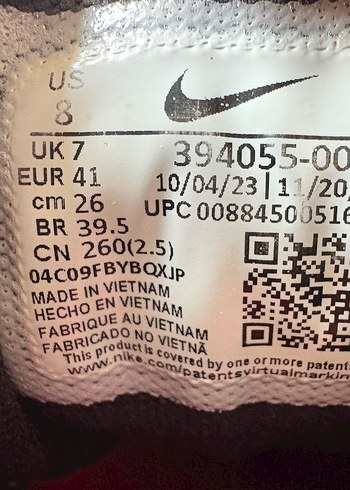 US
8
UK 7
EUR 41
cm 26
BR 39.5
CN 260(2.5)
394055-00
10/04/23 | 11/20/
UPC 00884500516
04C09FBYBQXJP
MADE IN VIETNAM
HECHO EN VIETNAM
FABRIQUE AU VIETNAM
FABRICADO NO VIETNÃ
This product is covered by one or more patent
www.nike.com/patentsvirtualmarkin